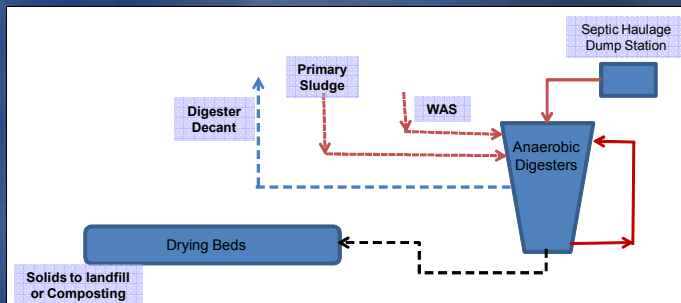 Septic Haulage
Dump Station
Primary
Sludge
WAS
Digester
Decant
Anaerobic
Digesters
Drying Beds
Solids to landfill
or Composting